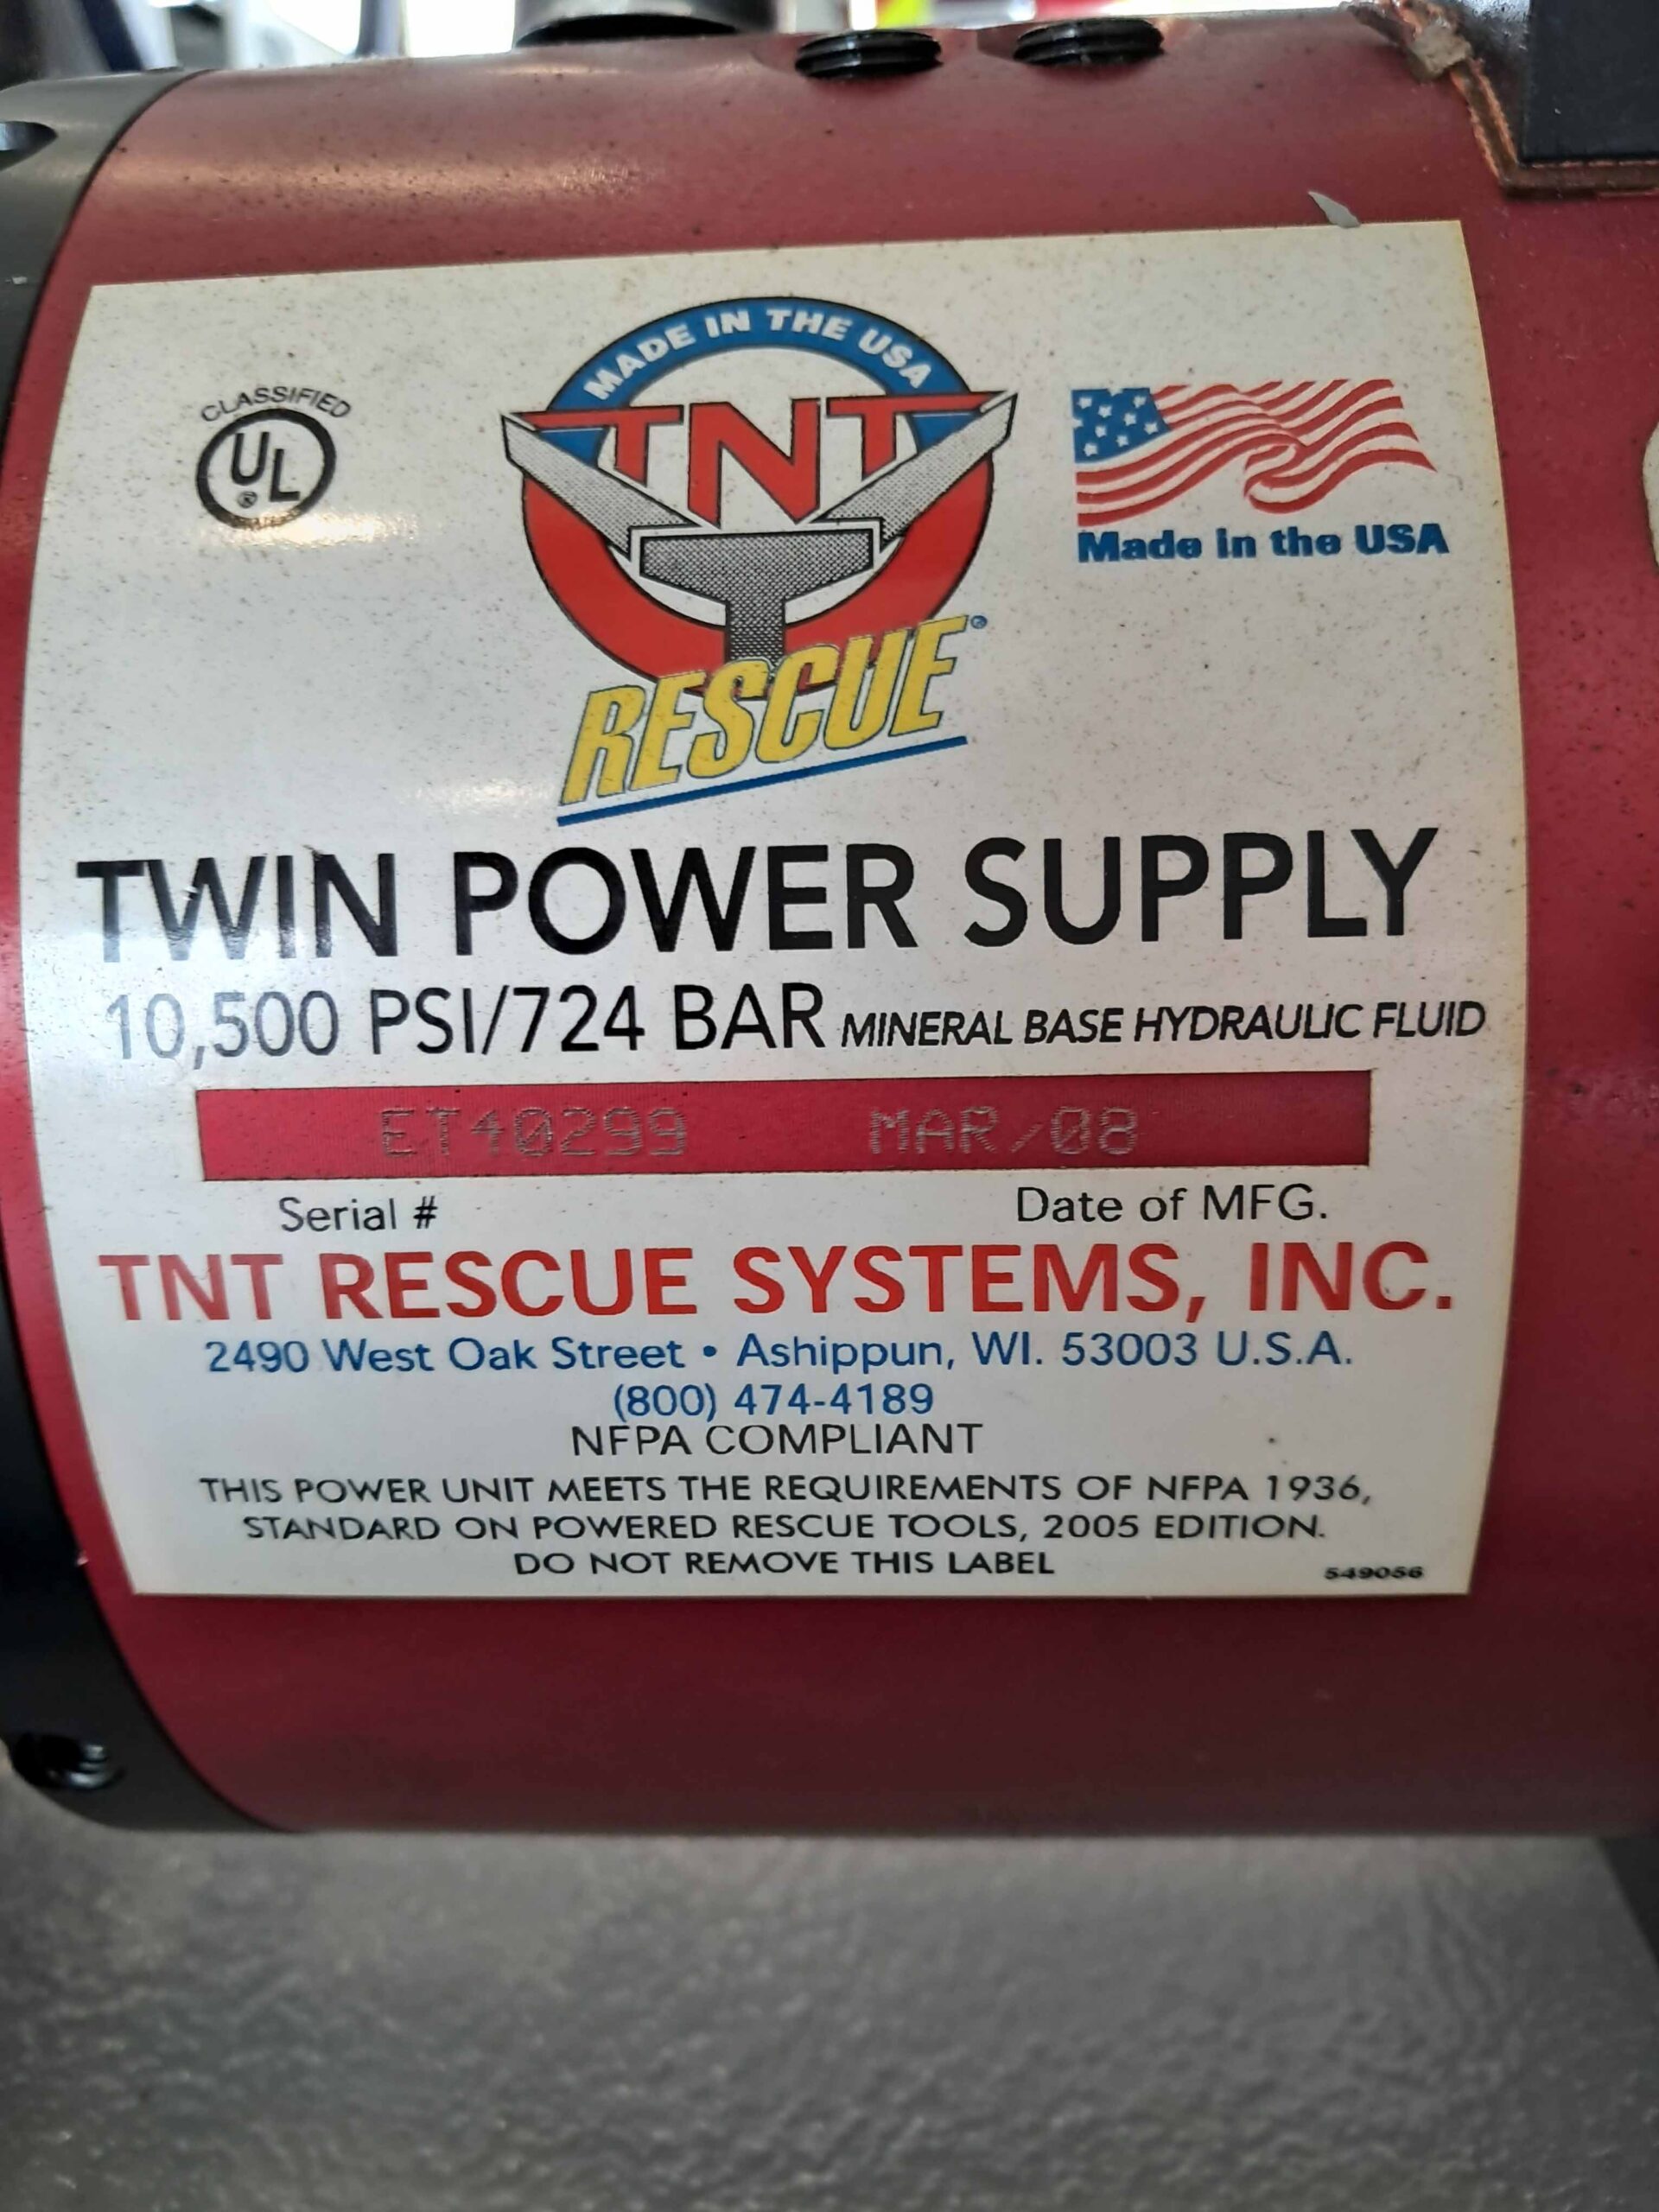 MADE IN THE USA
TNT
RESCUE®
CLASSIFIED
UL
®
Made in the USA
TWIN POWER SUPPLY
10,500 PSI/724 BAR MINERAL BASE HYDRAULIC FLUID
ET40299 MAR/08
Serial # Date of MFG.
TNT RESCUE SYSTEMS, INC.
2490 West Oak Street • Ashippun, WI. 53003 U.S.A.
(800) 474-4189
NFPA COMPLIANT
THIS POWER UNIT MEETS THE REQUIREMENTS OF NFPA 1936,
STANDARD ON POWERED RESCUE TOOLS, 2005 EDITION.
DO NOT REMOVE THIS LABEL
549056